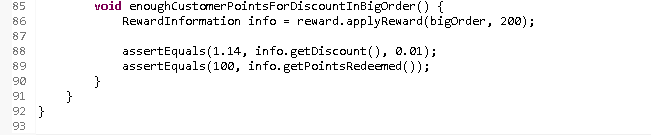 85 void enoughCustomerPointsForDiscountInBigOrder() {
86 RewardInformation info = reward.applyReward(bigOrder, 200);
87
88 assertEquals(1.14, info.getDiscount(), 0.01);
89 assertEquals(100, info.getPointsRedeemed());
90 }
91 }
92 }
93